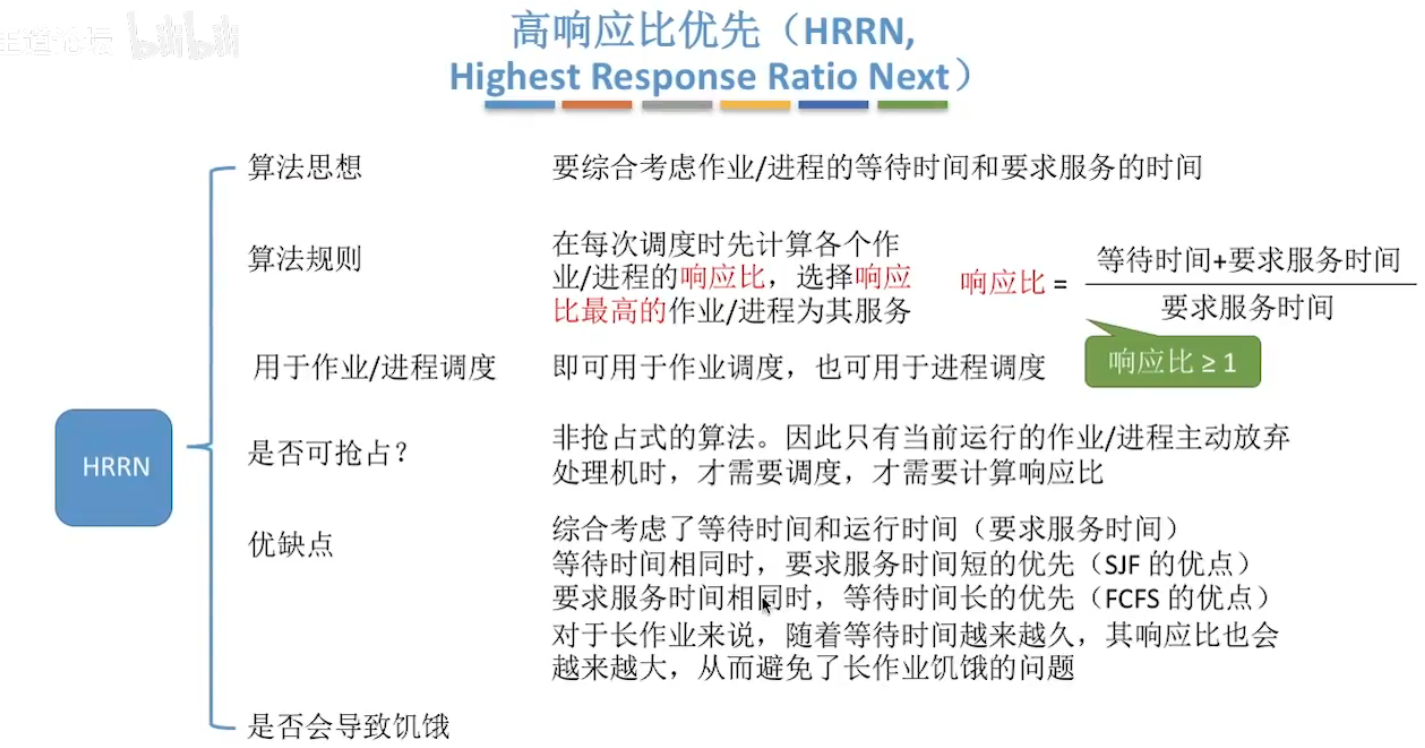 bilibili
高响应比优先（HRRN,
Highest Response Ratio Next）
算法思想
要综合考虑作业/进程的等待时间和要求服务的时间
算法规则
在每次调度时先计算各个作
业/进程的响应比，选择响应
比最高的作业/进程为其服务
响应比 =
等待时间+要求服务时间
要求服务时间
响应比 ≥ 1
用于作业/进程调度
即可用于作业调度，也可用于进程调度
HRRN
是否可抢占？
非抢占式的算法。因此只有当前运行的作业/进程主动放弃
处理机时，才需要调度，才需要计算响应比
优缺点
综合考虑了等待时间和运行时间（要求服务时间）
等待时间相同时，要求服务时间短的优先（SJF 的优点）
要求服务时间相同时，等待时间长的优先（FCFS 的优点）
对于长作业来说，随着等待时间越来越久，其响应比也会
越来越大，从而避免了长作业饥饿的问题
是否会导致饥饿